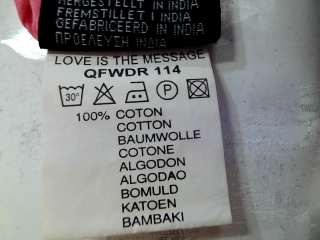 HERGESTELLT IN INDIA
FREMSTILLET I INDIA
GEFABRICEERD IN INDIA
ΠΡΟΕΛΕΥΣΗ INDIA
LOVE IS THE MESSAGE
QFWDR 114
30°
P
100% COTON
COTTON
BAUMWOLLE
COTONE
ALGODON
ALGODAO
BOMULD
KATOEN
BAMBAKI